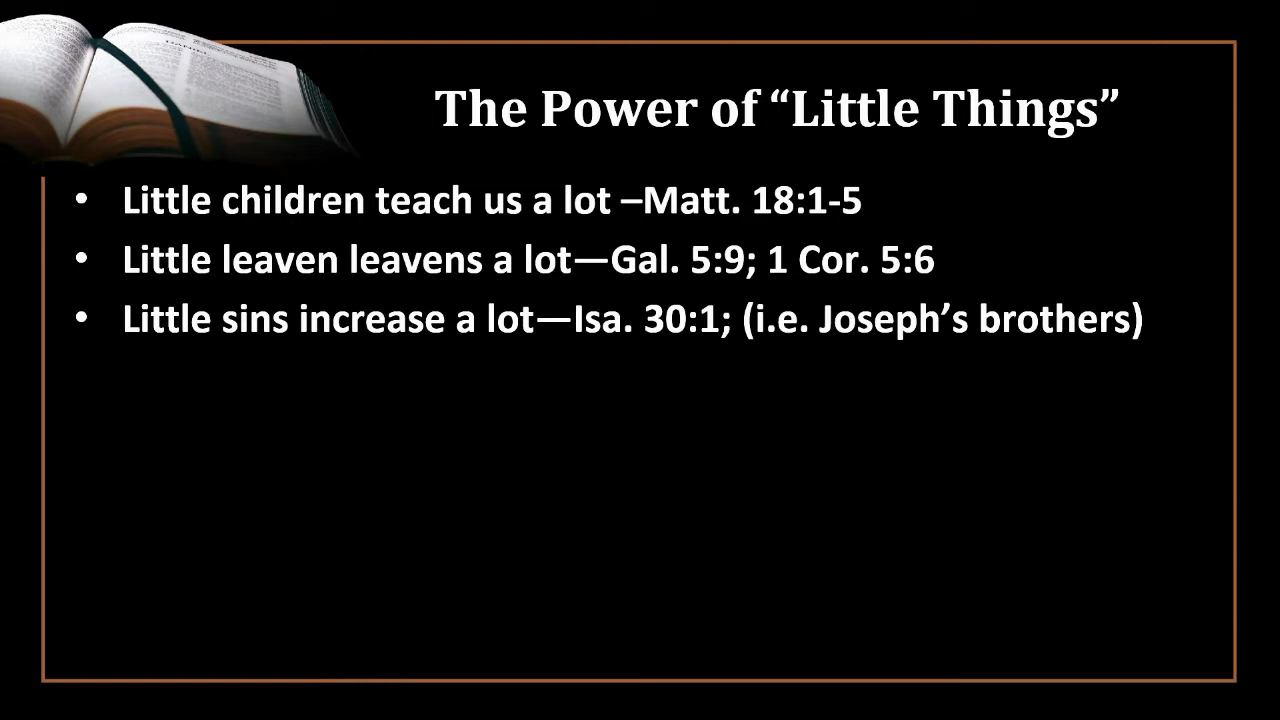 DANIEL
The Power of “Little Things”
• Little children teach us a lot –Matt. 18:1-5
• Little leaven leavens a lot—Gal. 5:9; 1 Cor. 5:6
• Little sins increase a lot—Isa. 30:1; (i.e. Joseph’s brothers)